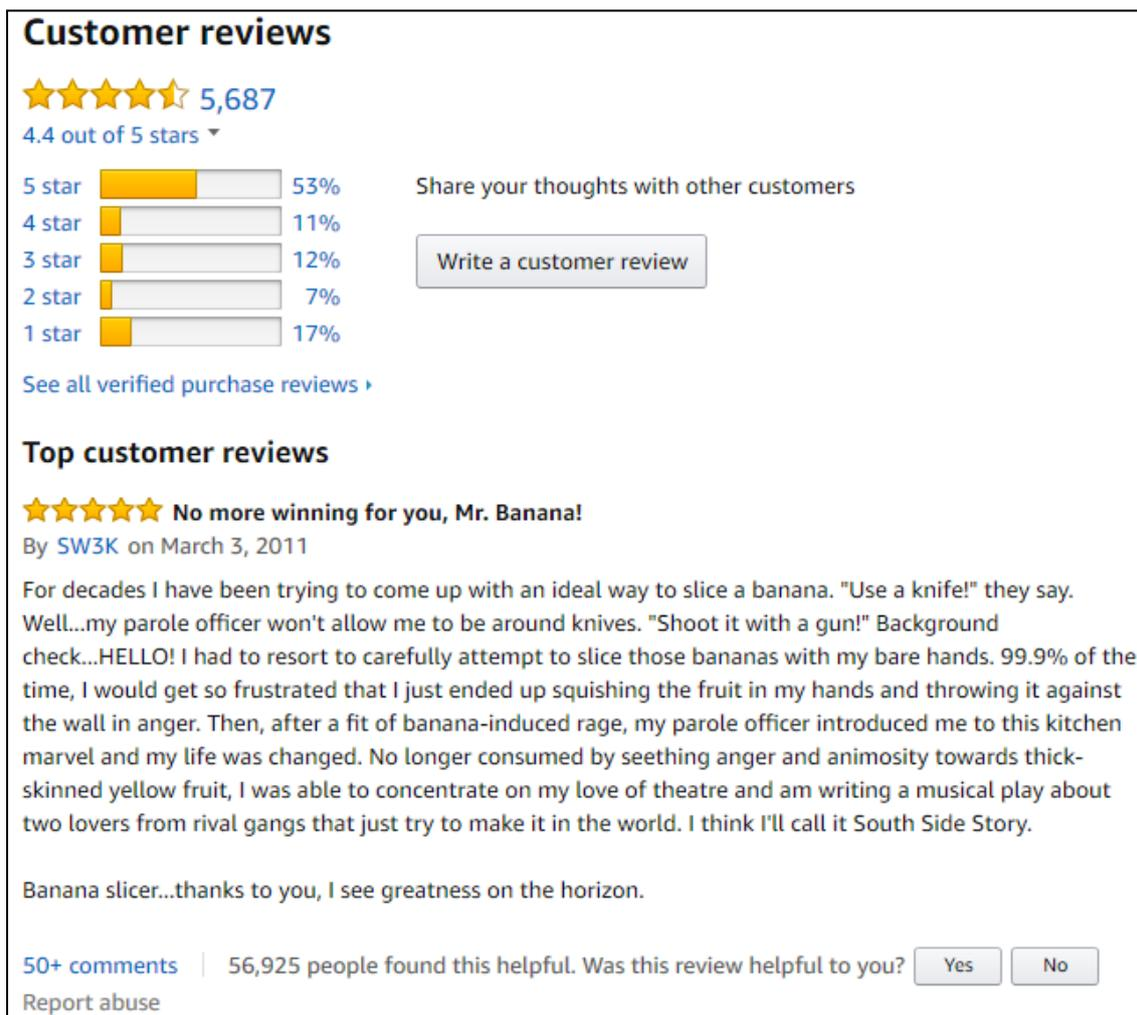 Customer reviews
5,687
4.4 out of 5 stars
5 star 53% Share your thoughts with other customers
4 star 11%
3 star 12% Write a customer review
2 star 7%
1 star 17%
See all verified purchase reviews
Top customer reviews
No more winning for you, Mr. Banana!
By SW3K on March 3, 2011
For decades I have been trying to come up with an ideal way to slice a banana. "Use a knife!" they say.
Well...my parole officer won't allow me to be around knives. "Shoot it with a gun!" Background
check...HELLO! I had to resort to carefully attempt to slice those bananas with my bare hands. 99.9% of the
time, I would get so frustrated that I just ended up squishing the fruit in my hands and throwing it against
the wall in anger. Then, after a fit of banana-induced rage, my parole officer introduced me to this kitchen
marvel and my life was changed. No longer consumed by seething anger and animosity towards thick-
skinned yellow fruit, I was able to concentrate on my love of theatre and am writing a musical play about
two lovers from rival gangs that just try to make it in the world. I think I'll call it South Side Story.
Banana slicer...thanks to you, I see greatness on the horizon.
50+ comments 56,925 people found this helpful. Was this review helpful to you? Yes No
Report abuse